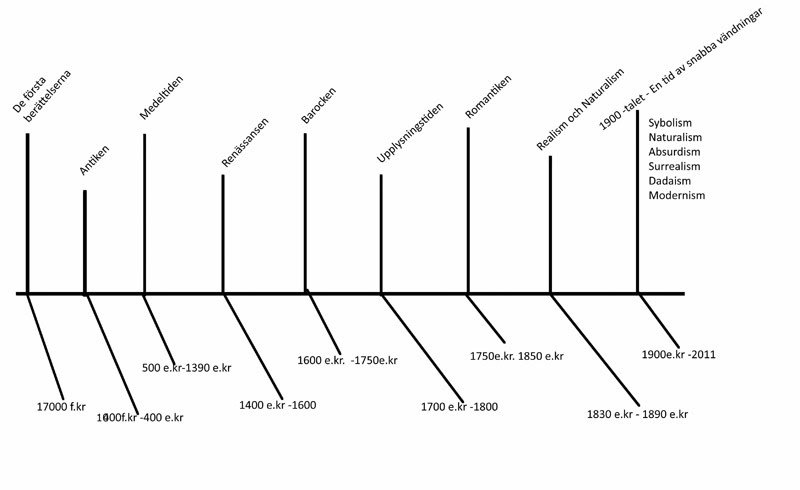 De första
berättelserna
Antiken
Medeltiden
Renässansen
Barocken
Upplysningstiden
Romantiken
Realism och Naturalism
1900 -talet - En tid av snabba vändningar
Sybolism
Naturalism
Absurdism
Surrealism
Dadaism
Modernism
17000 f.kr
-400 e.kr
500 e.kr-1390 e.kr
1400 e.kr -1600
1600 e.kr. -1750e.kr
1700 e.kr -1800
1750e.kr. 1850 e.kr
1830 e.kr - 1890 e.kr
1900e.kr -2011